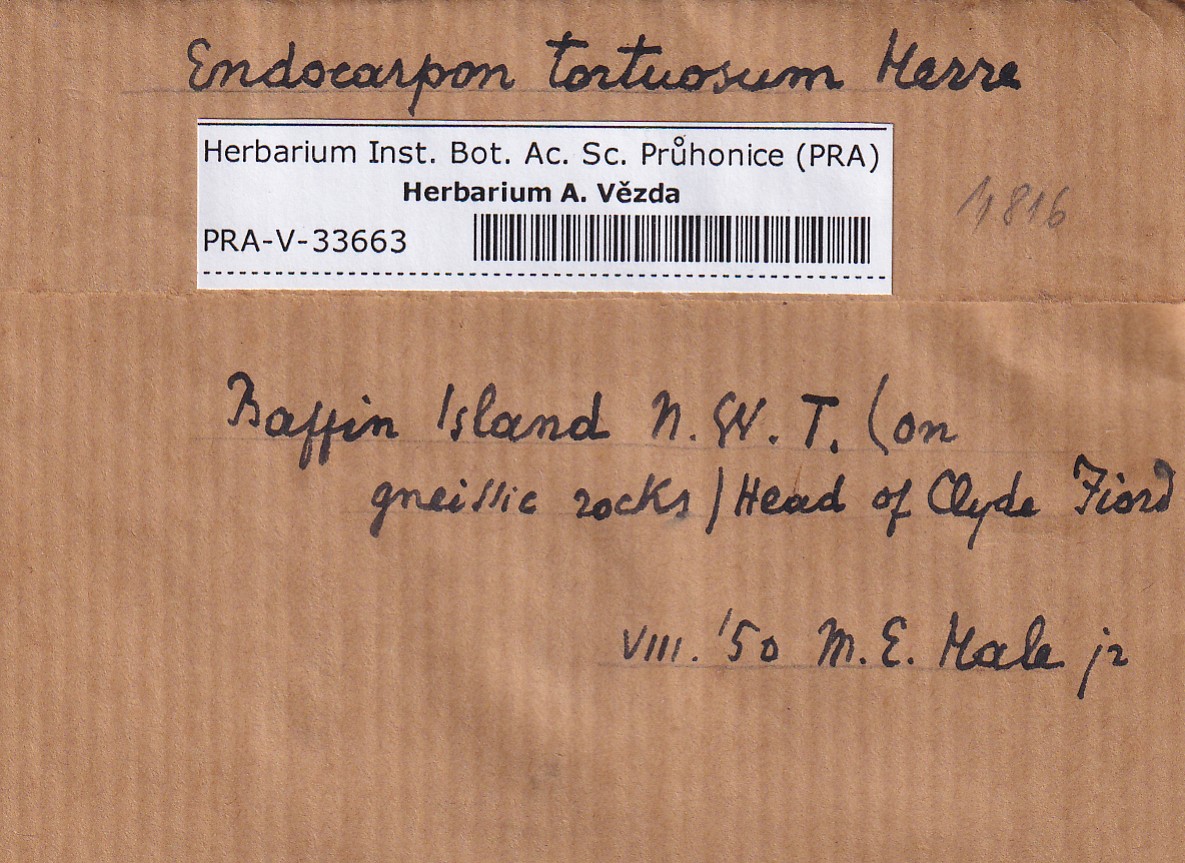 Endocarpon tortuosum Herre
Herbarium Inst. Bot. Ac. Sc. Průhonice (PRA)
Herbarium A. Vězda
PRA-V-33663
Baffin Island N.W.T. (on
gneissic rocks) Head of Clyde Fiord
VIII. '50 M.E. Hale jr